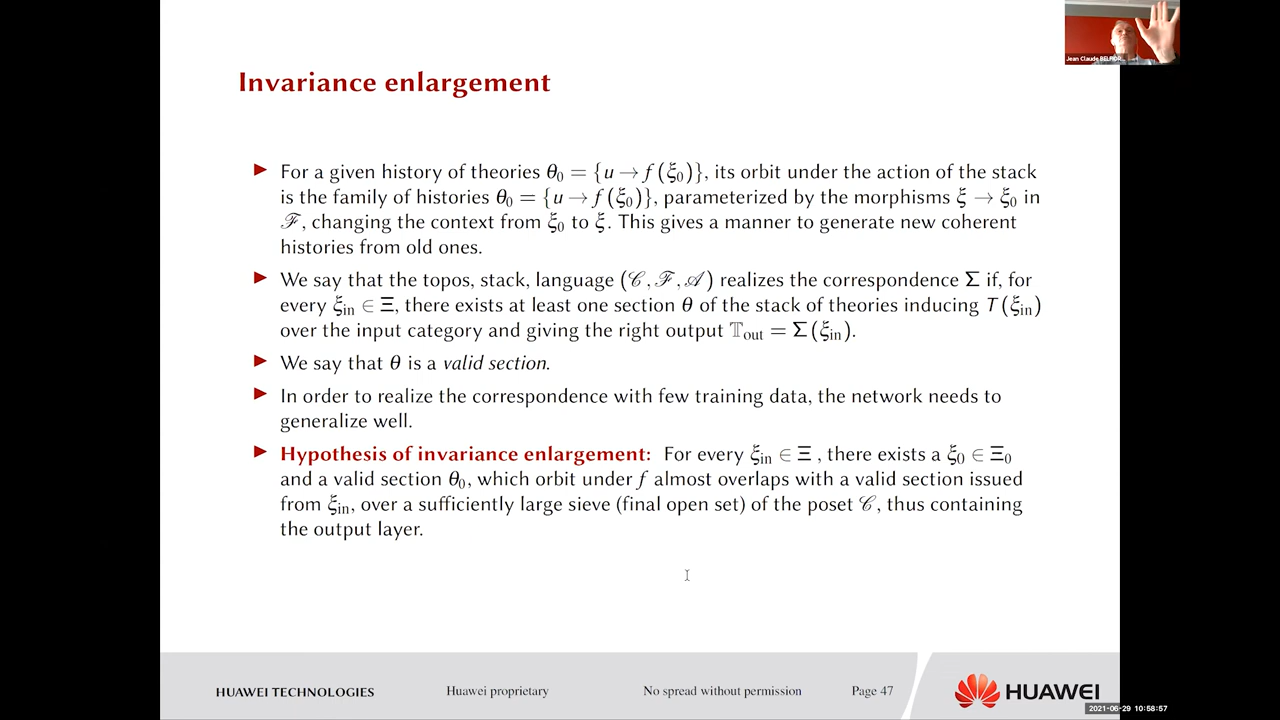 Jean Claude BELFIO
Invariance enlargement
► For a given history of theories θ₀ = {u → f(ξ₀)}, its orbit under the action of the stack
is the family of histories θ₀ = {u → f(ξ₀)}, parameterized by the morphisms ξ → ξ₀ in
ℱ, changing the context from ξ₀ to ξ. This gives a manner to generate new coherent
histories from old ones.
► We say that the topos, stack, language (𝒞, ℱ, 𝒜) realizes the correspondence Σ if, for
every ξ_in ∈ Ξ, there exists at least one section θ of the stack of theories inducing T(ξ_in)
over the input category and giving the right output 𝕋_out = Σ(ξ_in).
► We say that θ is a valid section.
► In order to realize the correspondence with few training data, the network needs to
generalize well.
► Hypothesis of invariance enlargement: For every ξ_in ∈ Ξ , there exists a ξ₀ ∈ Ξ₀
and a valid section θ₀, which orbit under f almost overlaps with a valid section issued
from ξ_in, over a sufficiently large sieve (final open set) of the poset 𝒞, thus containing
the output layer.
HUAWEI TECHNOLOGIES Huawei proprietary No spread without permission Page 47 HUAWEI
2021-06-29 10:58:57